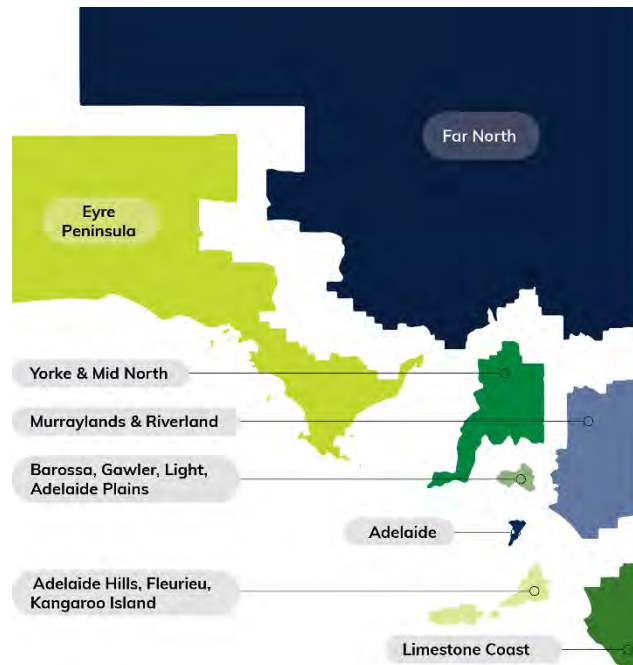 Far North
Eyre
Peninsula
Yorke & Mid North
Murraylands & Riverland
Barossa, Gawler, Light,
Adelaide Plains
Adelaide
Adelaide Hills, Fleurieu,
Kangaroo Island
Limestone Coast